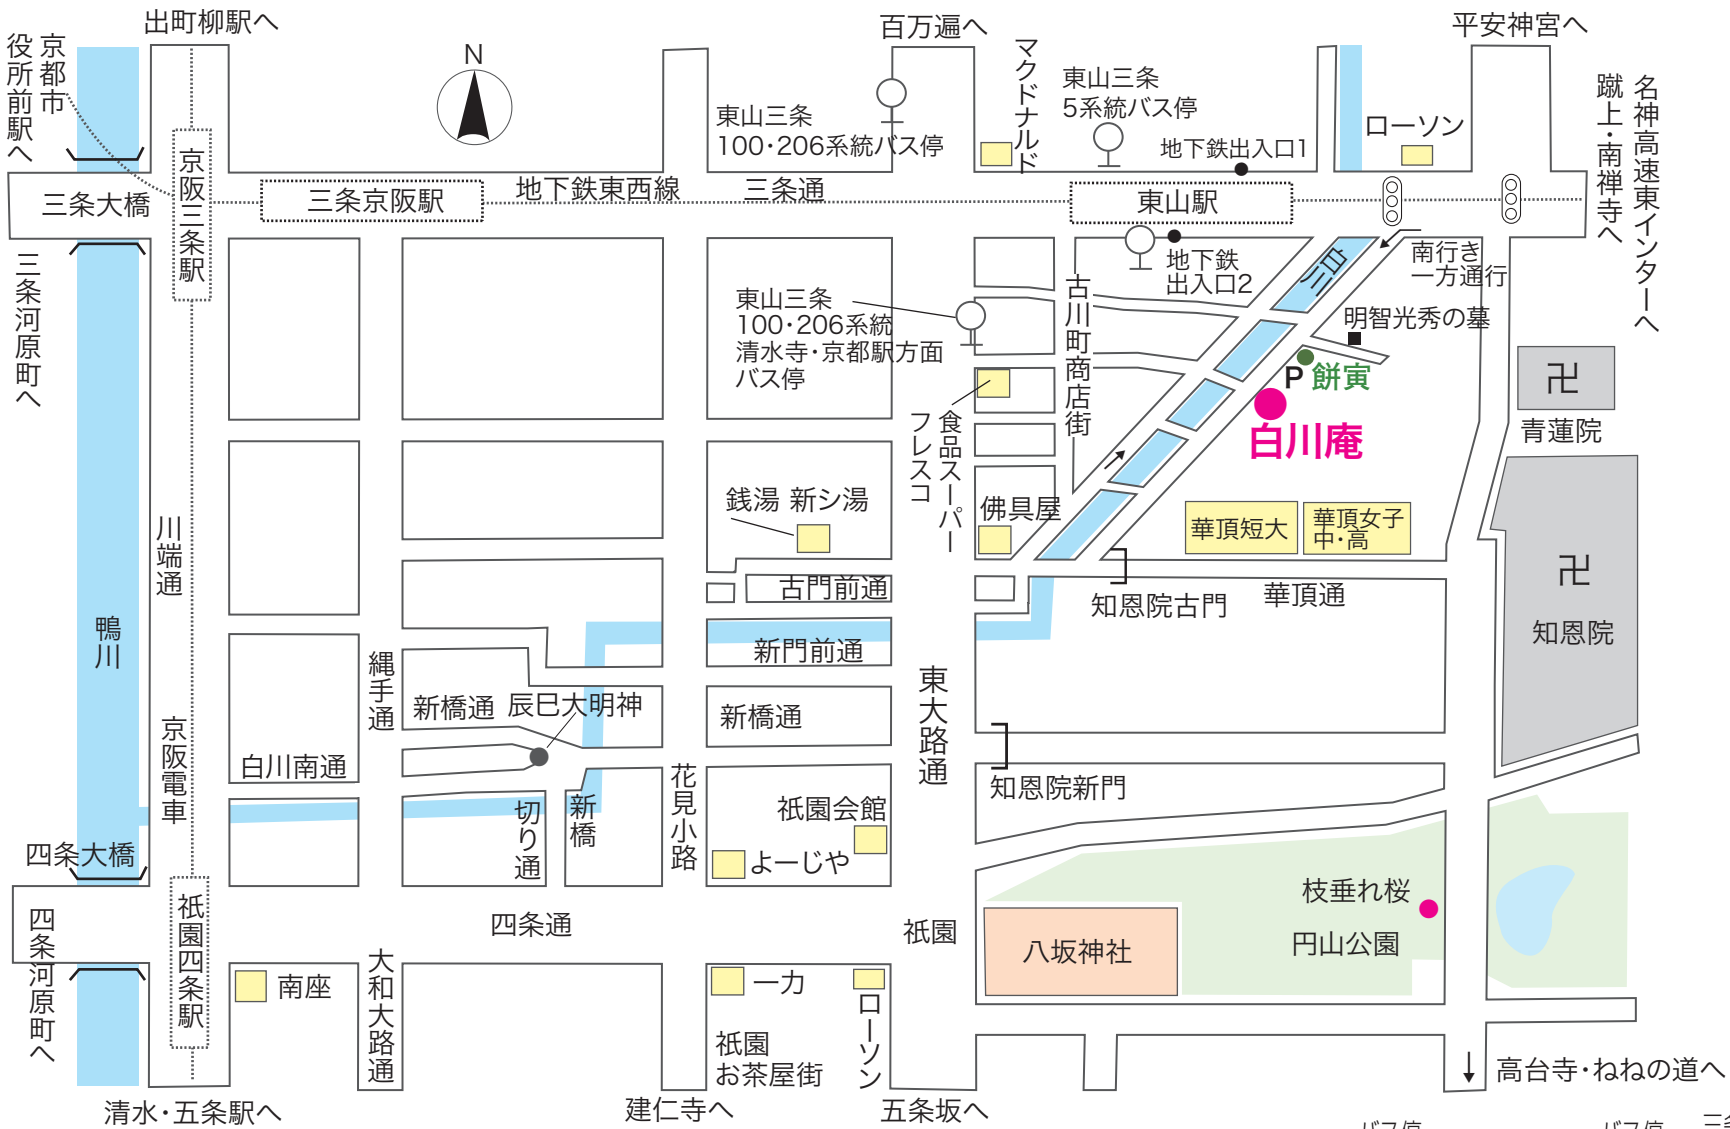 出町柳駅へ
百万遍へ
平安神宮へ
京都市
役所前駅へ
N
マクドナルド
東山三条
5系統バス停
東山三条
100・206系統バス停
地下鉄出入口1
ローソン
名神高速東インターへ
蹴上・南禅寺へ
三条大橋
京阪三条駅
三条京阪駅
地下鉄東西線
三条通
東山駅
三条河原町へ
東山三条
100・206系統
清水寺・京都駅方面
バス停
地下鉄
出入口2
白川
南行き
一方通行
古川町商店街
明智光秀の墓
P 餅寅
白川庵
卍
青蓮院
食品スーパー
フレスコ
銭湯 新シ湯
佛具屋
華頂短大
華頂女子
中・高
川端通
古門前通
知恩院古門
華頂通
卍
知恩院
鴨川
新門前通
縄手通
東大路通
新橋通
辰巳大明神
新橋通
京阪電車
白川南通
花見小路
知恩院新門
切り通
新橋
祇園会館
よーじや
四条大橋
祇園四条駅
四条通
祇園
八坂神社
枝垂れ桜
円山公園
四条河原町へ
南座
大和大路通
一力
ローソン
祇園
お茶屋街
高台寺・ねねの道へ
清水・五条駅へ
建仁寺へ
五条坂へ